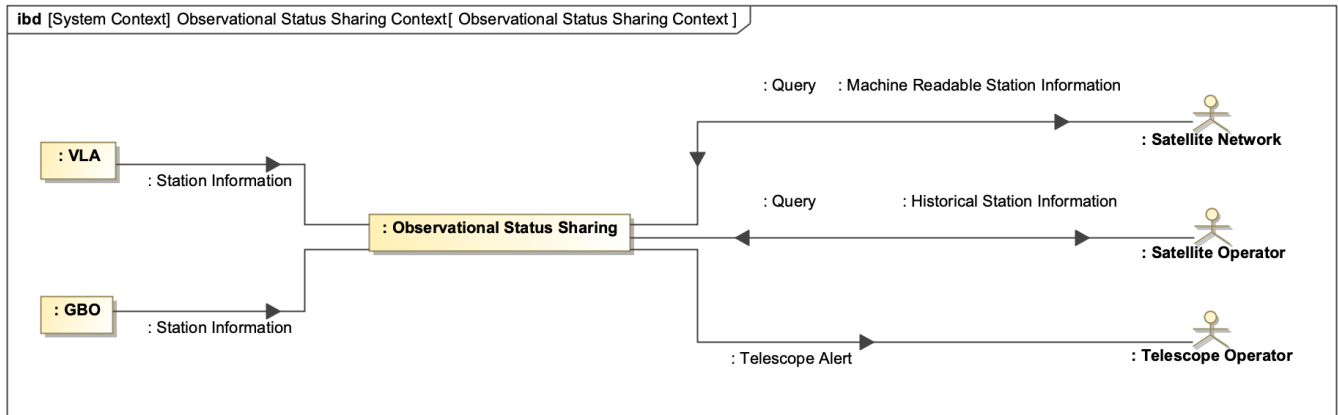 ibd [System Context] Observational Status Sharing Context[ Observational Status Sharing Context ]
: Query : Machine Readable Station Information
: Satellite Network
: VLA
: Station Information
: Query : Historical Station Information
: Observational Status Sharing
: Satellite Operator
: GBO
: Station Information
: Telescope Alert
: Telescope Operator